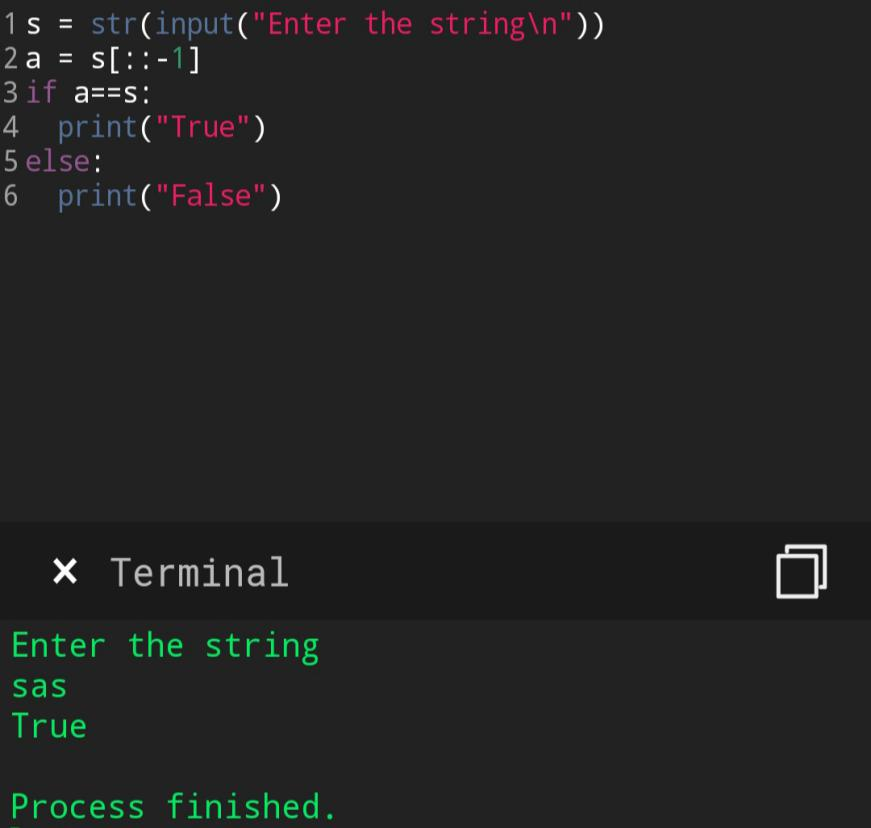 1 s = str(input("Enter the string\n"))
2 a = s[::-1]
3 if a==s:
4   print("True")
5 else:
6   print("False")
× Terminal
Enter the string
sas
True
Process finished.